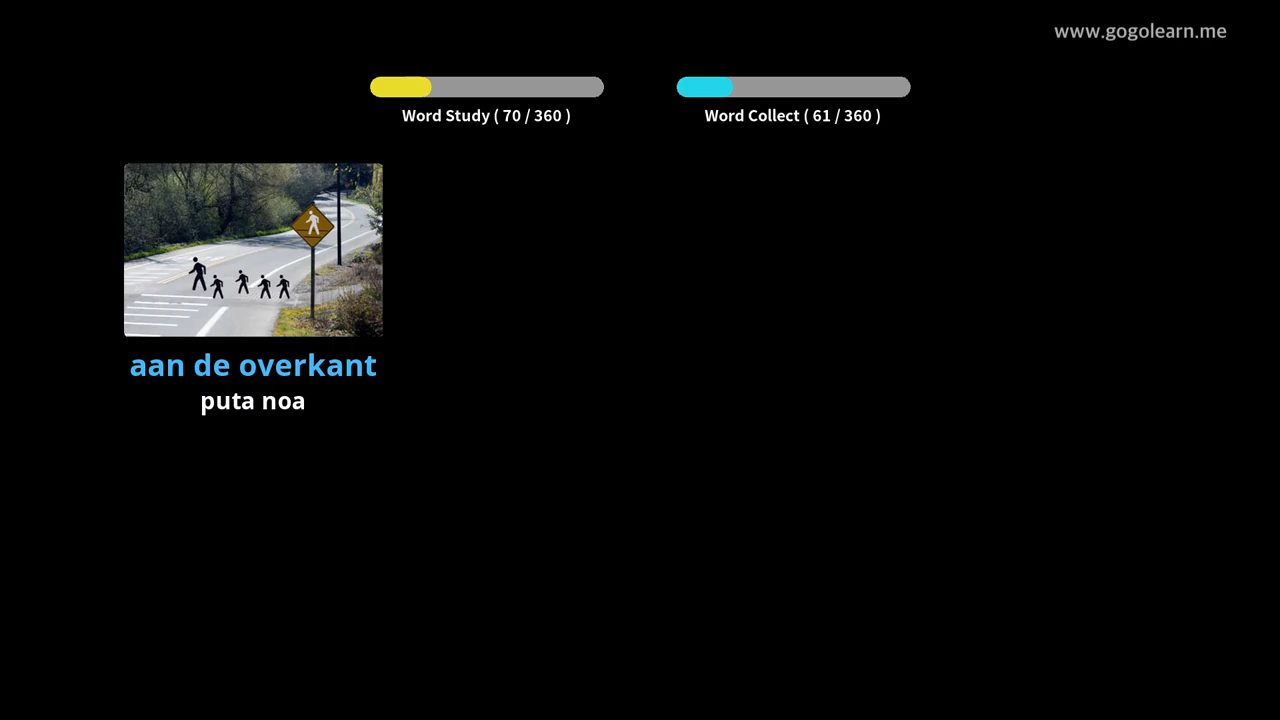 www.gogolearn.me
Word Study ( 70 / 360 )
Word Collect ( 61 / 360 )
aan de overkant
puta noa